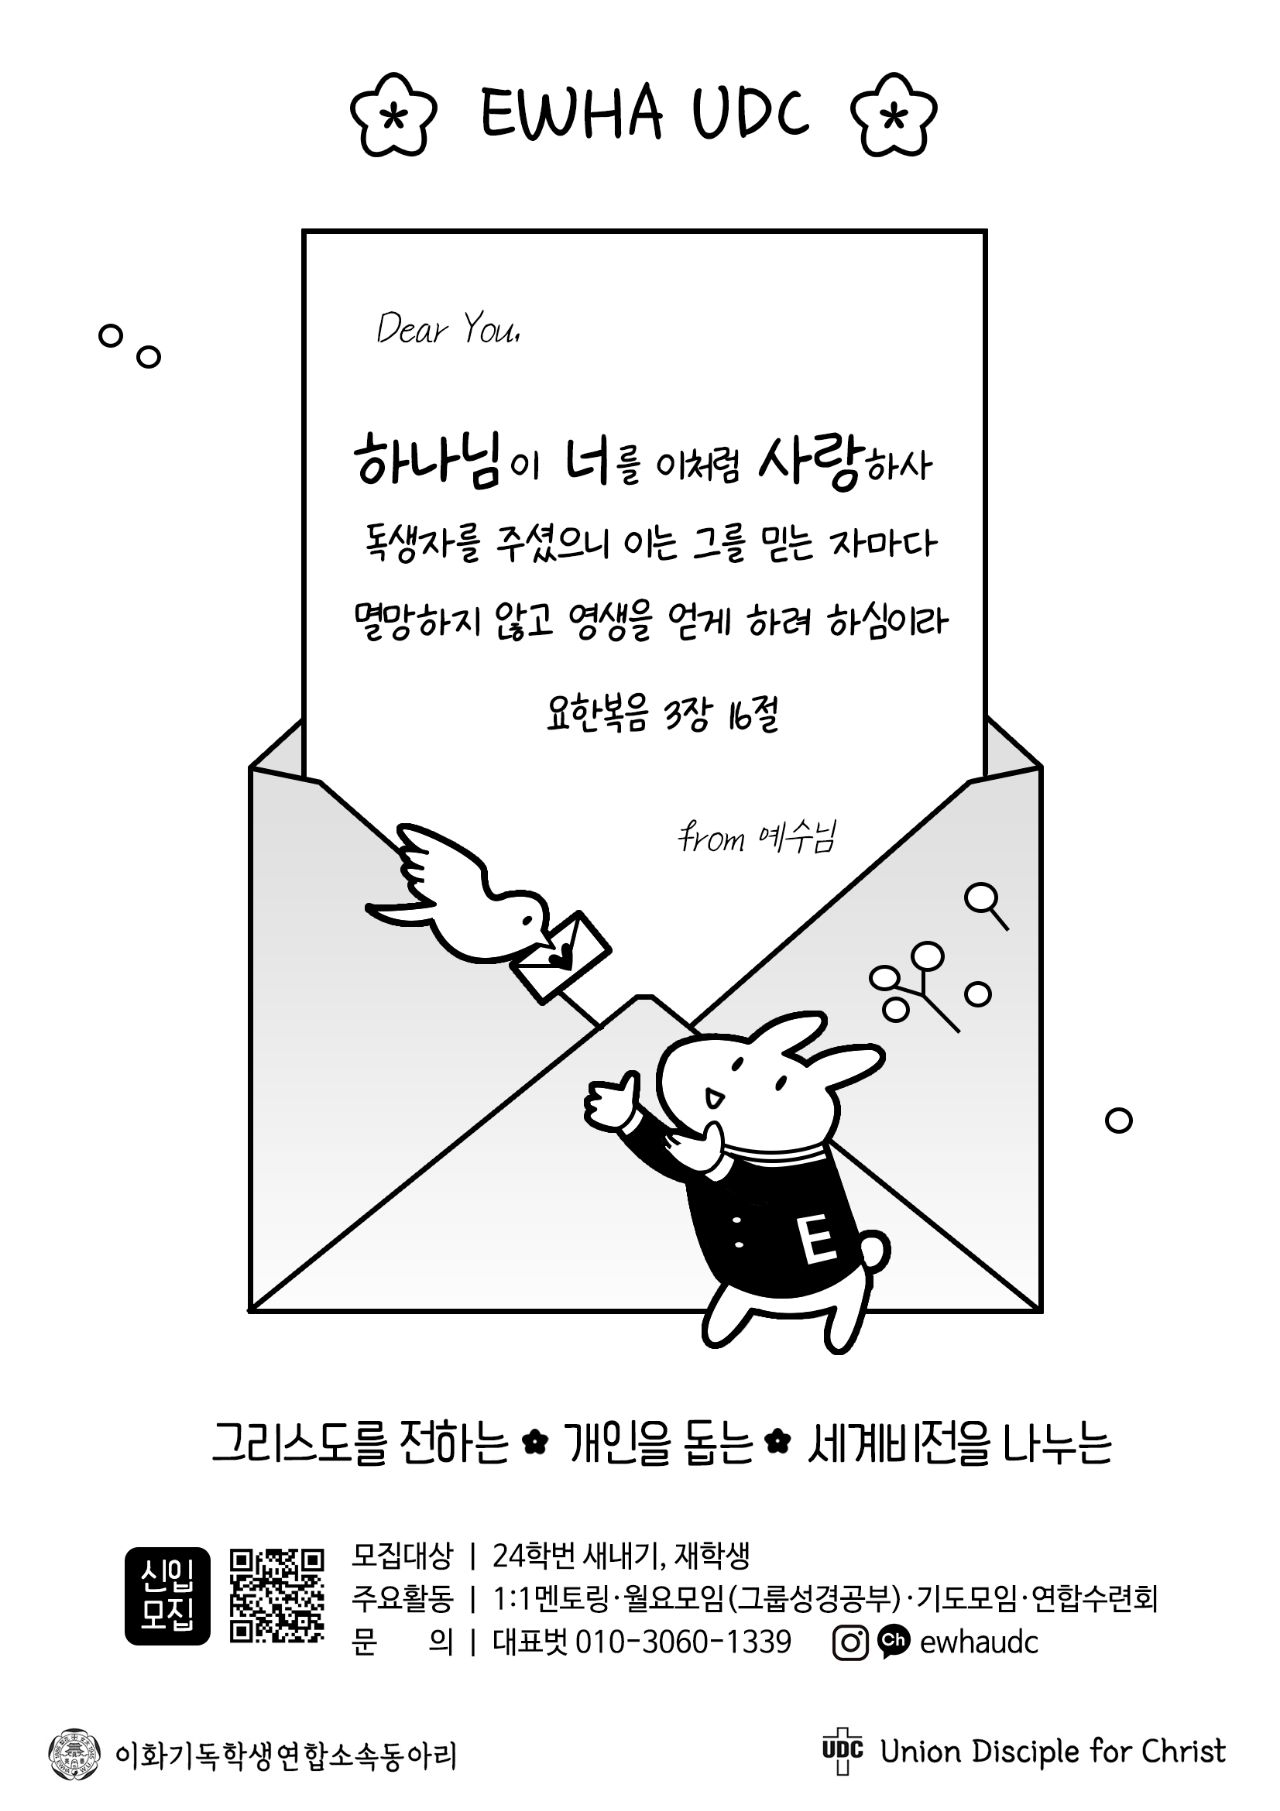 EWHA UDC
Dear You,
하나님이 너를 이처럼 사랑하사
독생자를 주셨으니 이는 그를 믿는 자마다
멸망하지 않고 영생을 얻게 하려 하심이라
요한복음 3장 16절
from 예수님
E
그리스도를 전하는 개인을 돕는 세계비전을 나누는
신입
모집
모집대상 | 24학번 새내기, 재학생
주요활동 | 1:1멘토링·월요모임(그룹성경공부)·기도모임·연합수련회
문 의 | 대표벗 010-3060-1339 Ch ewhaudc
이화기독학생연합소속동아리
UDC Union Disciple for Christ